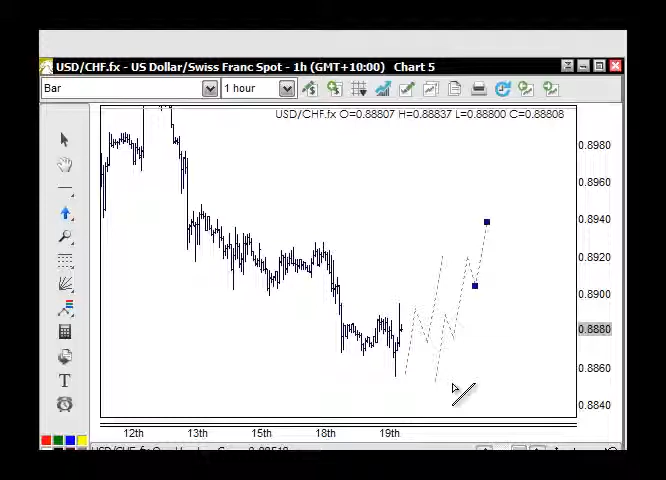 USD/CHF.fx - US Dollar/Swiss Franc Spot - 1h (GMT+10:00) Chart 5
Bar 1 hour
USD/CHF.fx O=0.88807 H=0.88837 L=0.88800 C=0.88808
0.8980
0.8960
0.8940
0.8920
0.8900
0.8880
0.8860
0.8840
T
12th 13th 15th 18th 19th